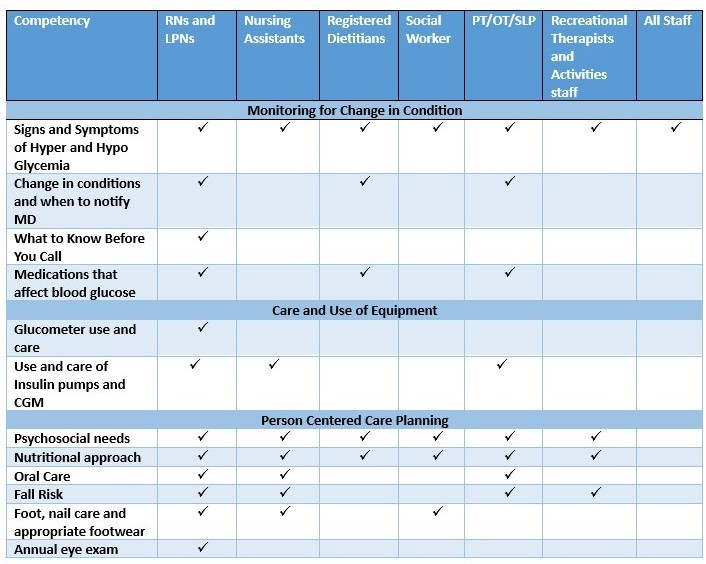 Competency RNs and LPNs Nursing Assistants Registered Dietitians Social Worker PT/OT/SLP Recreational Therapists and Activities staff All Staff
Monitoring for Change in Condition
Signs and Symptoms ✓ ✓ ✓ ✓ ✓ ✓ ✓
of Hyper and Hypo
Glycemia
Change in conditions ✓ ✓ ✓
and when to notify
MD
What to Know Before ✓
You Call
Medications that ✓ ✓ ✓
affect blood glucose
Care and Use of Equipment
Glucometer use and ✓
care
Use and care of ✓ ✓ ✓
Insulin pumps and
CGM
Person Centered Care Planning
Psychosocial needs ✓ ✓ ✓ ✓ ✓ ✓
Nutritional approach ✓ ✓ ✓ ✓ ✓ ✓
Oral Care ✓ ✓ ✓
Fall Risk ✓ ✓ ✓ ✓
Foot, nail care and ✓ ✓ ✓
appropriate footwear
Annual eye exam ✓